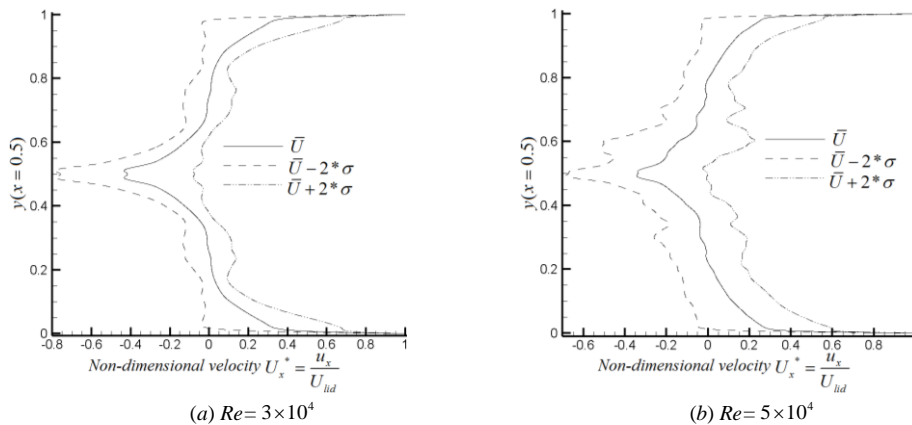 1
0.8
0.6
0.4
0.2
0
y(x = 0.5)
Ū
Ū − 2*σ
Ū + 2*σ
-0.8 -0.6 -0.4 -0.2 0 0.2 0.4 0.6 0.8 1
Non-dimensional velocity U_x^* = u_x / U_lid
(a) Re= 3×10⁴
1
0.8
0.6
0.4
0.2
0
y(x = 0.5)
Ū
Ū − 2*σ
Ū + 2*σ
-0.6 -0.4 -0.2 0 0.2 0.4 0.6 0.8
Non-dimensional velocity U_x^* = u_x / U_lid
(b) Re= 5×10⁴